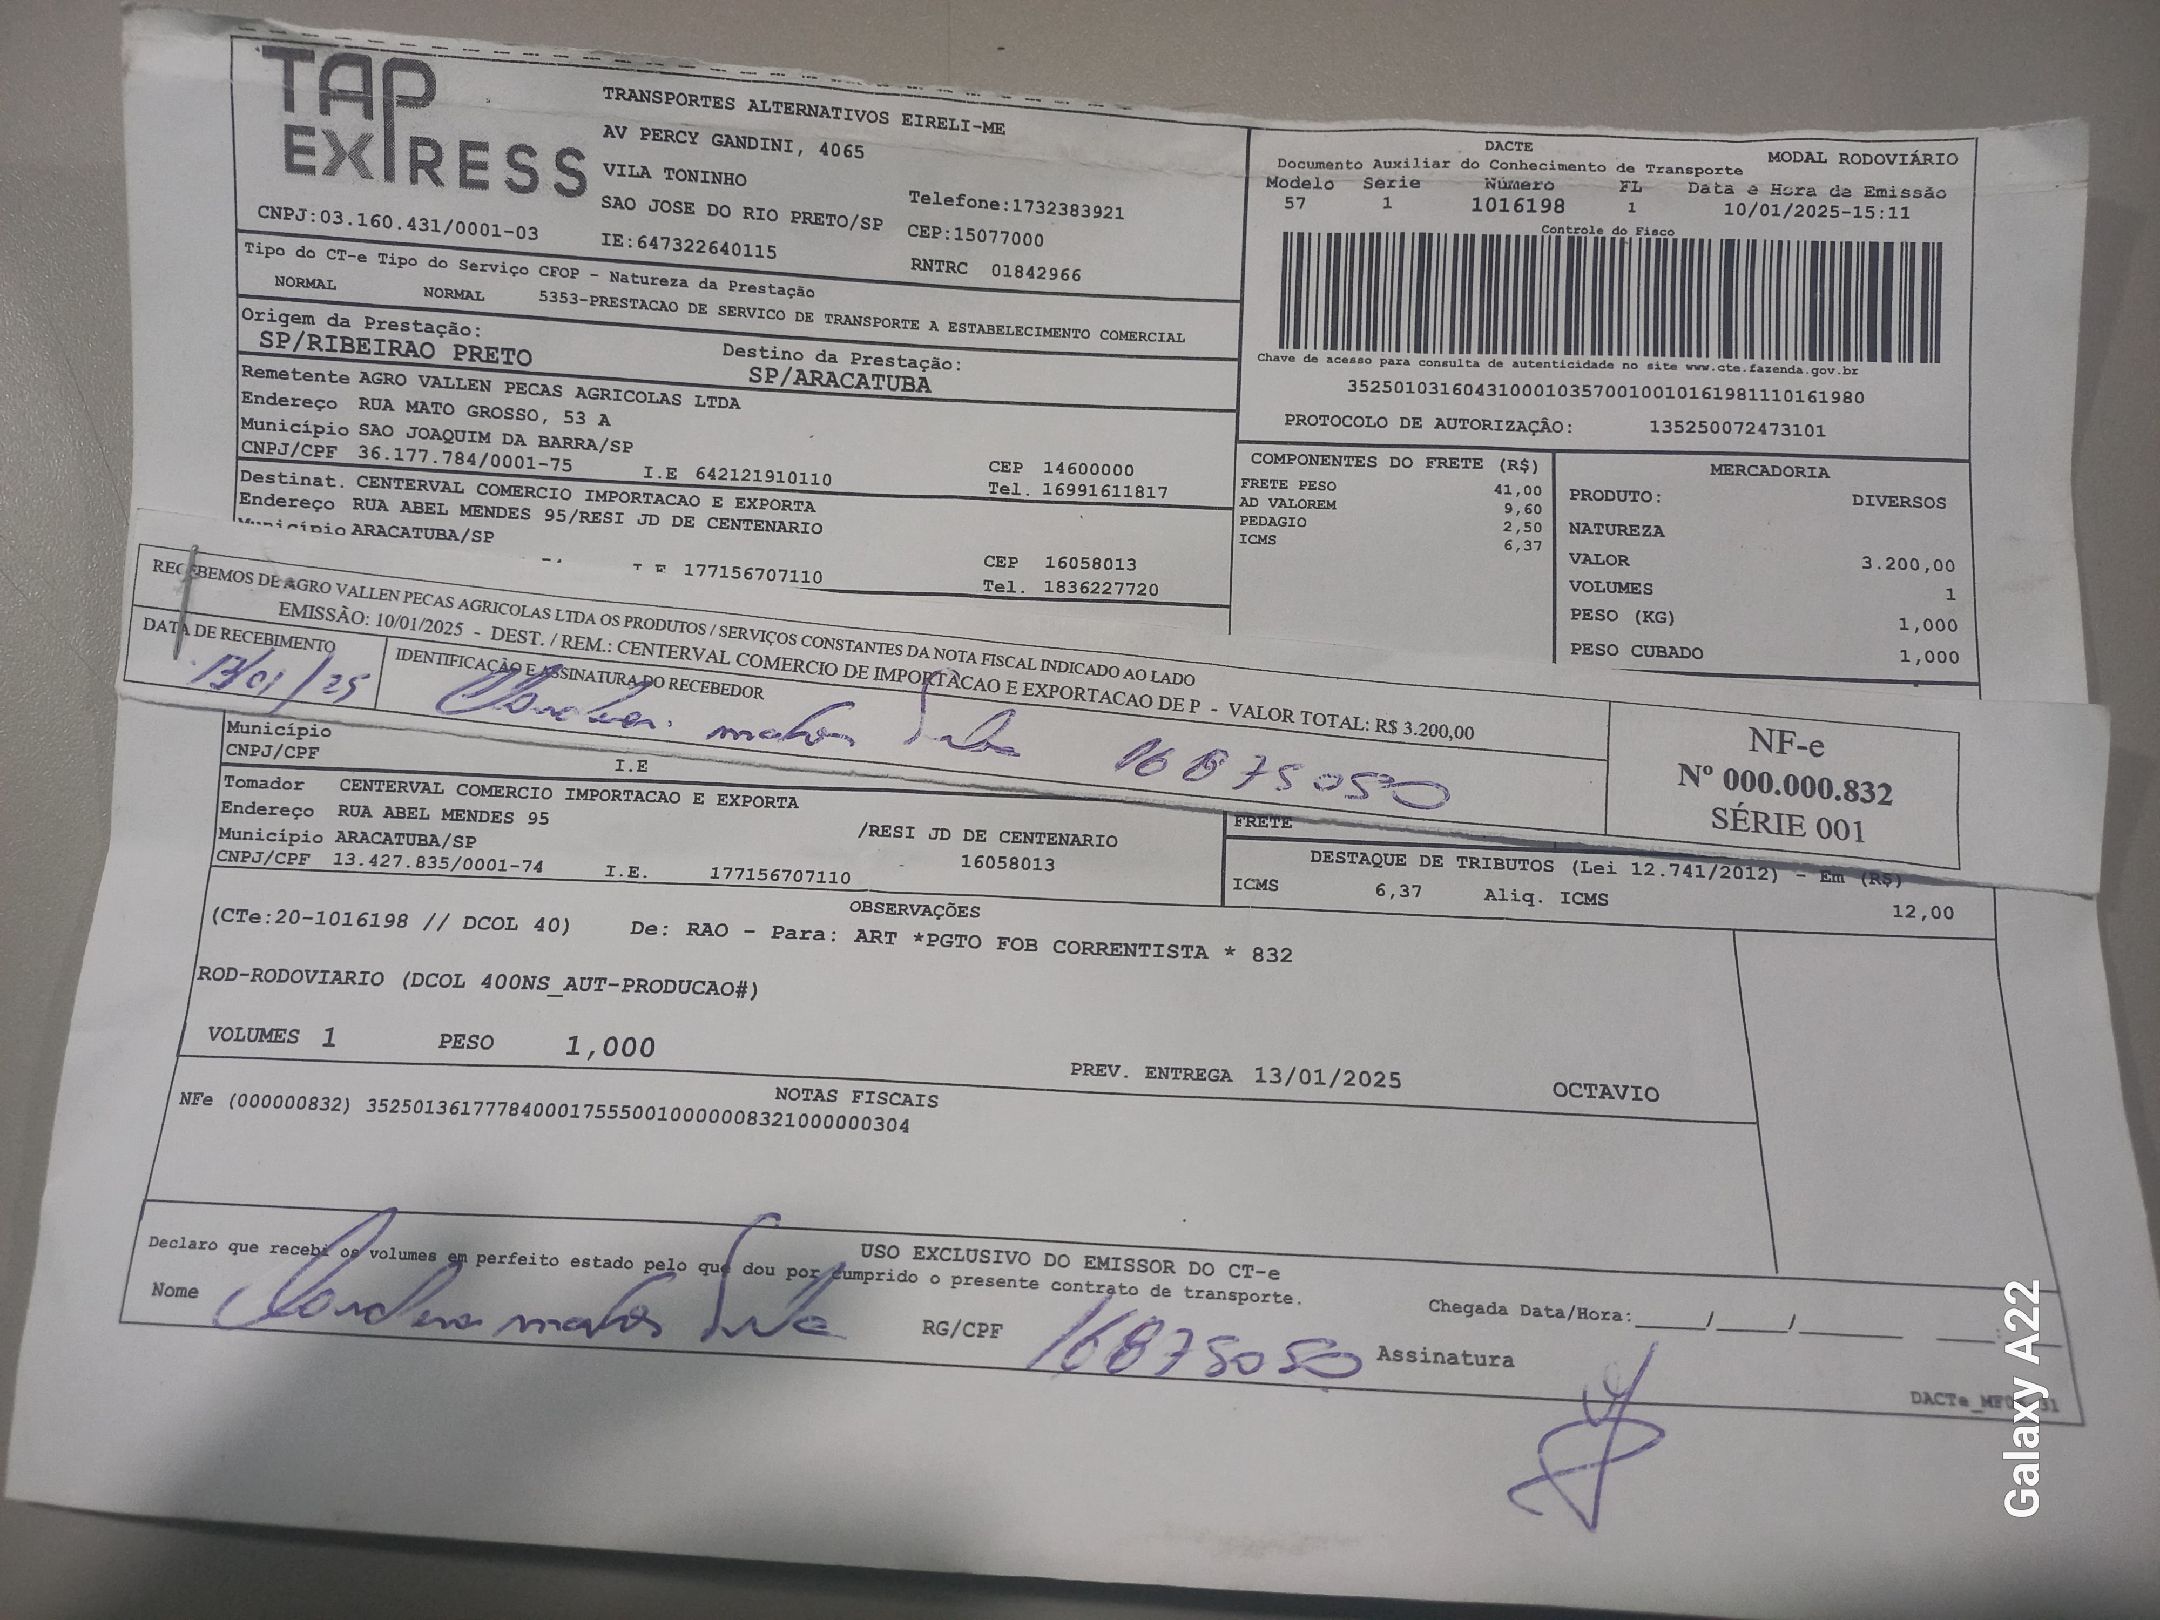 TAP
EXPRESS
TRANSPORTES ALTERNATIVOS EIRELI-ME
AV PERCY GANDINI, 4065
VILA TONINHO
SAO JOSE DO RIO PRETO/SP
Telefone:1732383921
CEP:15077000
CNPJ:03.160.431/0001-03
IE:647322640115
RNTRC 01842966
DACTE
Documento Auxiliar do Conhecimento de Transporte
MODAL RODOVIÁRIO
Modelo Serie Número FL Data e Hora de Emissão
57 1 1016198 1 10/01/2025-15:11
Controle do Fisco
Chave de acesso para consulta de autenticidade no site www.cte.fazenda.gov.br
35250103160431000103570010010161981110161980
PROTOCOLO DE AUTORIZAÇÃO: 135250072473101
Tipo do CT-e Tipo do Serviço CFOP - Natureza da Prestação
NORMAL NORMAL 5353-PRESTACAO DE SERVICO DE TRANSPORTE A ESTABELECIMENTO COMERCIAL
Origem da Prestação:
SP/RIBEIRAO PRETO
Destino da Prestação:
SP/ARACATUBA
Remetente AGRO VALLEN PECAS AGRICOLAS LTDA
Endereço RUA MATO GROSSO, 53 A
Município SAO JOAQUIM DA BARRA/SP
CEP 14600000
CNPJ/CPF 36.177.784/0001-75 I.E 642121910110 Tel. 16991611817
Destinat. CENTERVAL COMERCIO IMPORTACAO E EXPORTA
Endereço RUA ABEL MENDES 95/RESI JD DE CENTENARIO
Município ARACATUBA/SP
CEP 16058013
177156707110 Tel. 1836227720
COMPONENTES DO FRETE (R$)
FRETE PESO 41,00
AD VALOREM 9,60
PEDAGIO 2,50
ICMS 6,37
MERCADORIA
PRODUTO: DIVERSOS
NATUREZA
VALOR 3.200,00
VOLUMES 1
PESO (KG) 1,000
PESO CUBADO 1,000
RECEBEMOS DE AGRO VALLEN PECAS AGRICOLAS LTDA OS PRODUTOS / SERVIÇOS CONSTANTES DA NOTA FISCAL INDICADO AO LADO
EMISSÃO: 10/01/2025 - DEST. / REM.: CENTERVAL COMERCIO DE IMPORTACAO E EXPORTACAO DE P - VALOR TOTAL: R$ 3.200,00
DATA DE RECEBIMENTO
IDENTIFICAÇÃO E ASSINATURA DO RECEBEDOR
/01/25
16875050
NF-e
Nº 000.000.832
SÉRIE 001
Município
CNPJ/CPF I.E
Tomador CENTERVAL COMERCIO IMPORTACAO E EXPORTA
Endereço RUA ABEL MENDES 95 /RESI JD DE CENTENARIO
Município ARACATUBA/SP 16058013
CNPJ/CPF 13.427.835/0001-74 I.E. 177156707110
FRETE
DESTAQUE DE TRIBUTOS (Lei 12.741/2012) - Em (R$)
ICMS 6,37 Aliq. ICMS 12,00
OBSERVAÇÕES
(CTe:20-1016198 // DCOL 40) De: RAO - Para: ART *PGTO FOB CORRENTISTA * 832
ROD-RODOVIARIO (DCOL 400NS_AUT-PRODUCAO#)
VOLUMES 1 PESO 1,000
PREV. ENTREGA 13/01/2025 OCTAVIO
NOTAS FISCAIS
NFe (000000832) 35250136177784000175550010000008321000000304
USO EXCLUSIVO DO EMISSOR DO CT-e
Declaro que recebi os volumes em perfeito estado pelo que dou por cumprido o presente contrato de transporte.
Nome RG/CPF 16875050 Assinatura
Chegada Data/Hora:_____/_____/_______ ____:
Galaxy A22